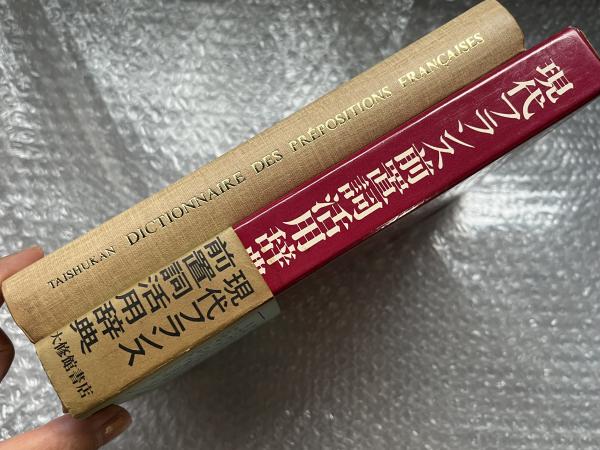 TAISHUKAN DICTIONNAIRE DES PRÉPOSITIONS FRANÇAISES
現代フランス前置詞活用辞典
現代フランス
前置詞活用辞典
大修館書店